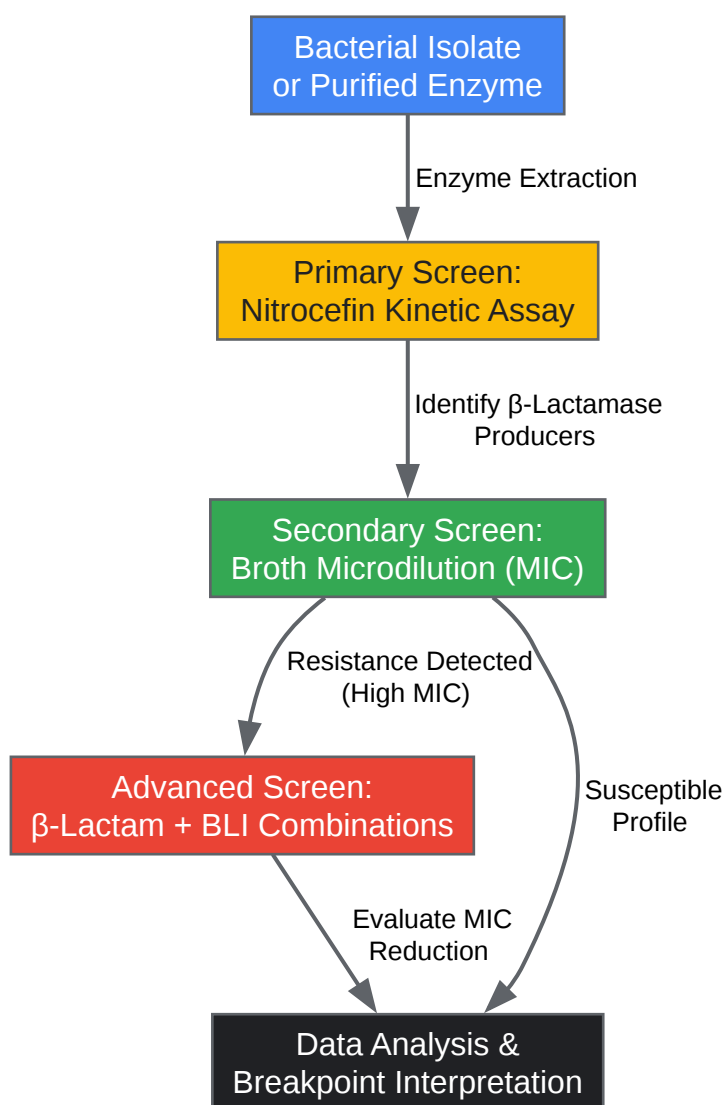 Bacterial Isolate
or Purified Enzyme
Enzyme Extraction
Primary Screen:
Nitrocefin Kinetic Assay
Identify β-Lactamase
Producers
Secondary Screen:
Broth Microdilution (MIC)
Resistance Detected
(High MIC)
Advanced Screen:
β-Lactam + BLI Combinations
Susceptible
Profile
Evaluate MIC
Reduction
Data Analysis &
Breakpoint Interpretation